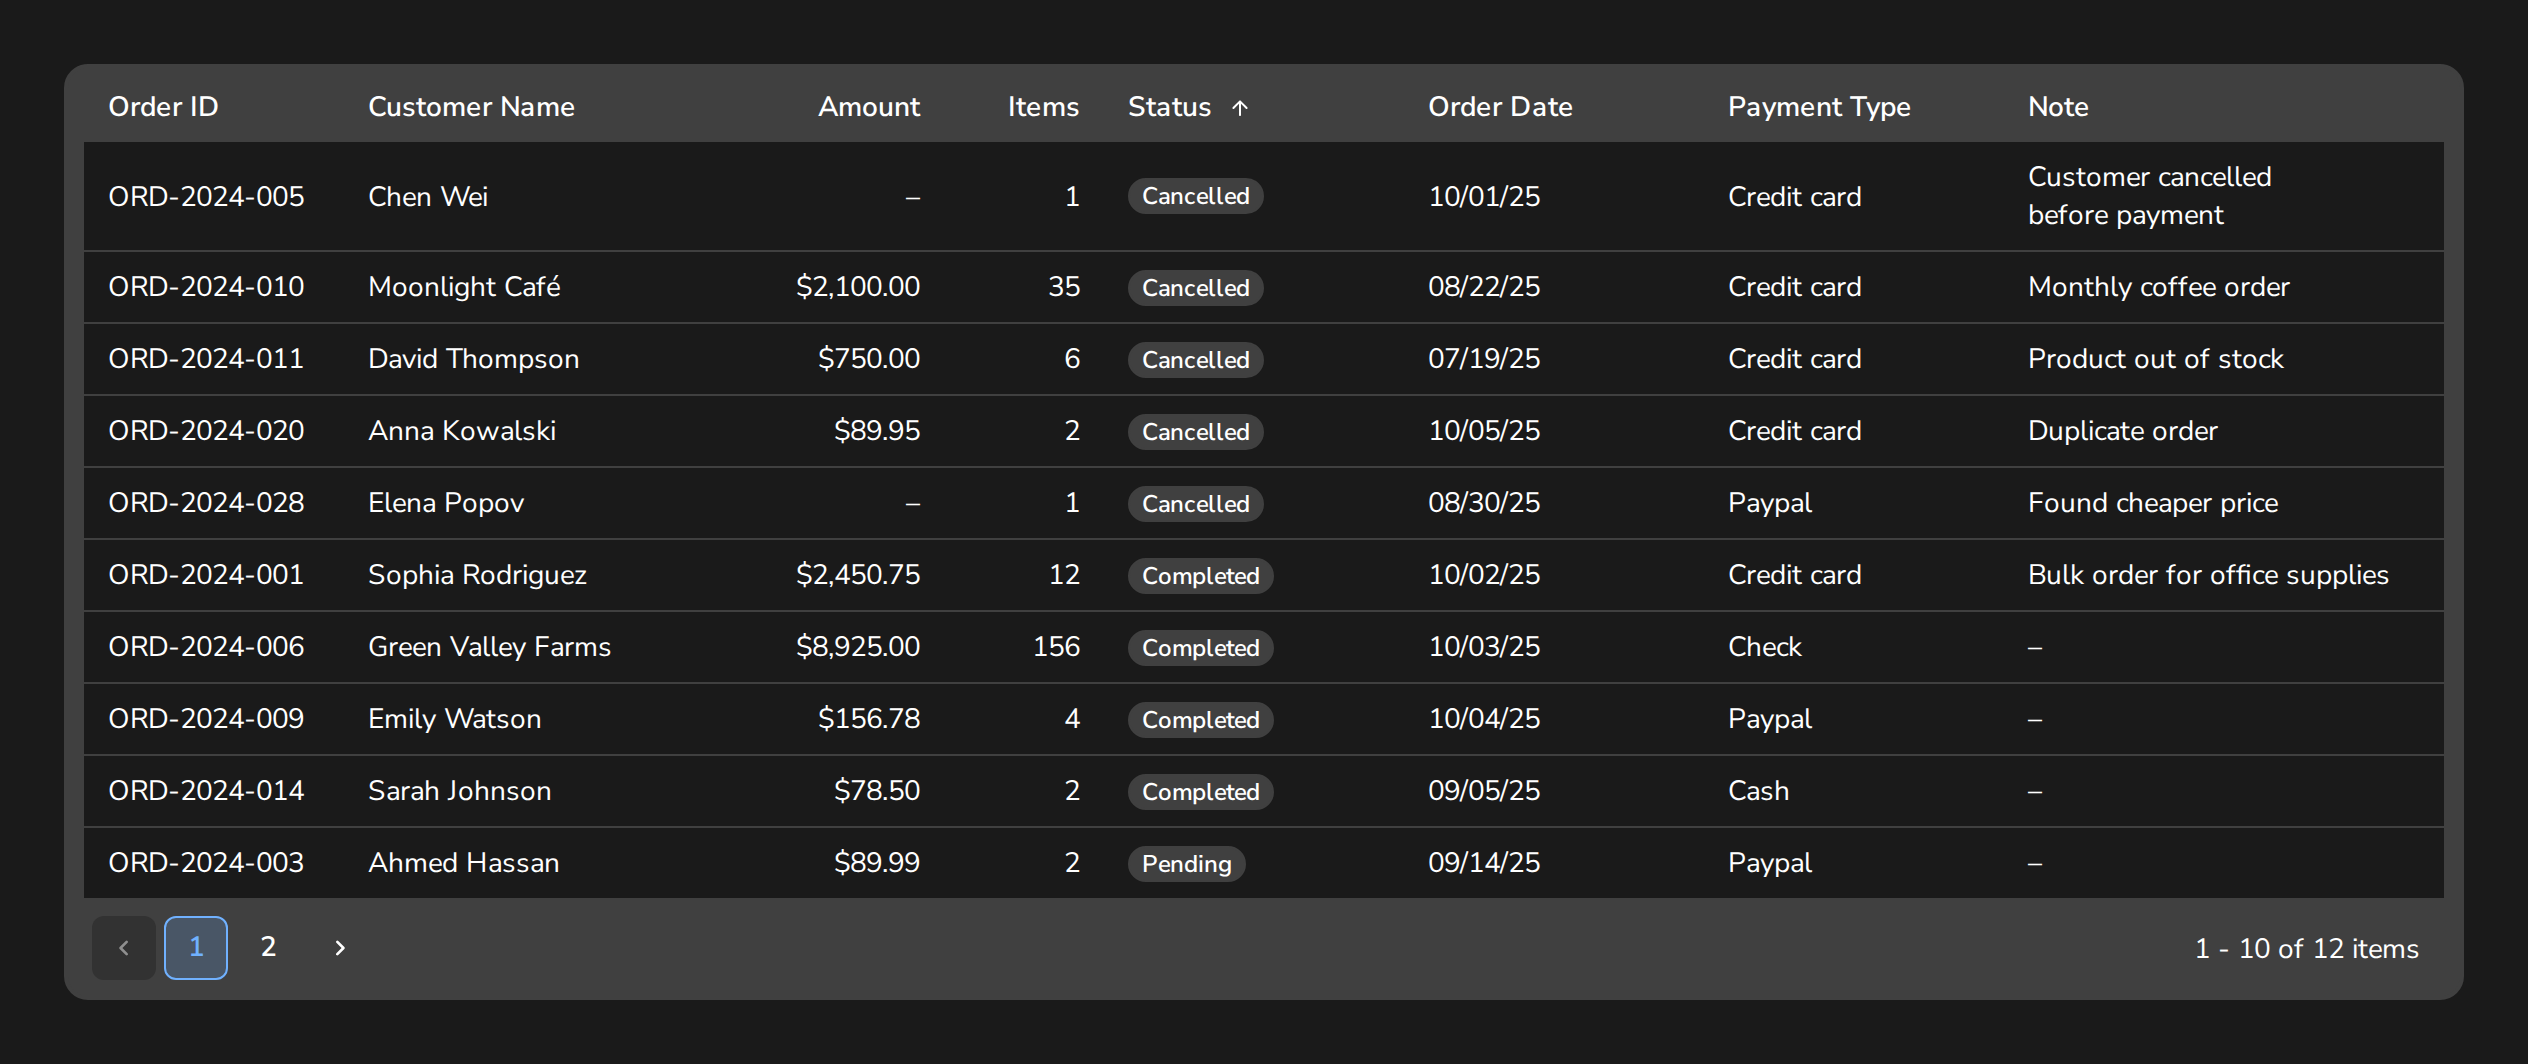 Order ID Customer Name Amount Items Status ↑ Order Date Payment Type Note
ORD-2024-005 Chen Wei – 1 Cancelled 10/01/25 Credit card Customer cancelled
before payment
ORD-2024-010 Moonlight Café $2,100.00 35 Cancelled 08/22/25 Credit card Monthly coffee order
ORD-2024-011 David Thompson $750.00 6 Cancelled 07/19/25 Credit card Product out of stock
ORD-2024-020 Anna Kowalski $89.95 2 Cancelled 10/05/25 Credit card Duplicate order
ORD-2024-028 Elena Popov – 1 Cancelled 08/30/25 Paypal Found cheaper price
ORD-2024-001 Sophia Rodriguez $2,450.75 12 Completed 10/02/25 Credit card Bulk order for office supplies
ORD-2024-006 Green Valley Farms $8,925.00 156 Completed 10/03/25 Check –
ORD-2024-009 Emily Watson $156.78 4 Completed 10/04/25 Paypal –
ORD-2024-014 Sarah Johnson $78.50 2 Completed 09/05/25 Cash –
ORD-2024-003 Ahmed Hassan $89.99 2 Pending 09/14/25 Paypal –
1 2 1 - 10 of 12 items